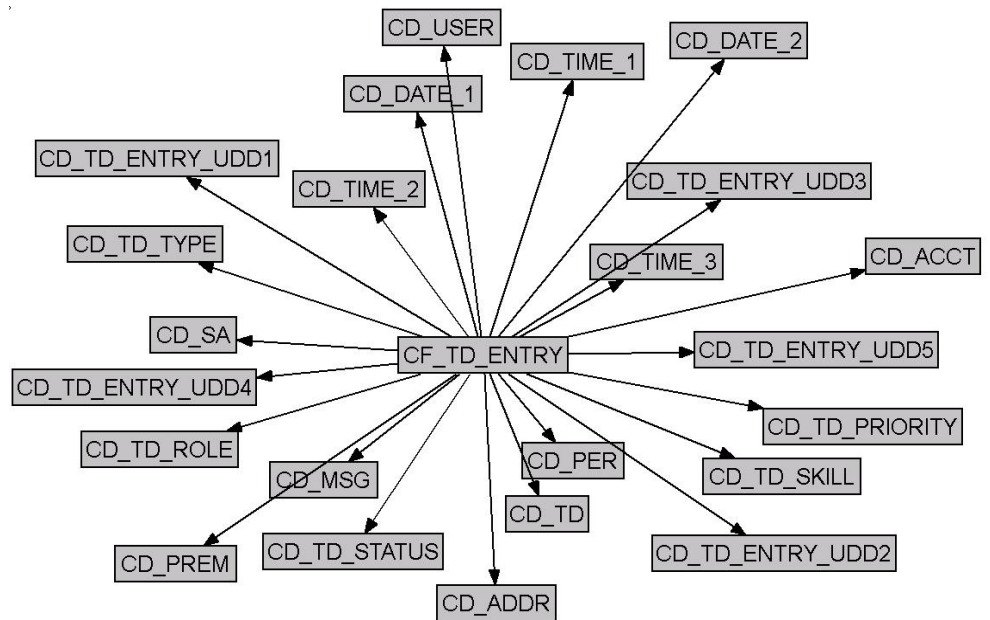 CD_USER
CD_DATE_2
CD_TIME_1
CD_DATE_1
CD_TD_ENTRY_UDD1
CD_TIME_2
CD_TD_ENTRY_UDD3
CD_TD_TYPE
CD_TIME_3
CD_ACCT
CD_SA
CF_TD_ENTRY
CD_TD_ENTRY_UDD5
CD_TD_ENTRY_UDD4
CD_TD_PRIORITY
CD_TD_ROLE
CD_PER
CD_MSG
CD_TD_SKILL
CD_TD
CD_TD_STATUS
CD_TD_ENTRY_UDD2
CD_PREM
CD_ADDR